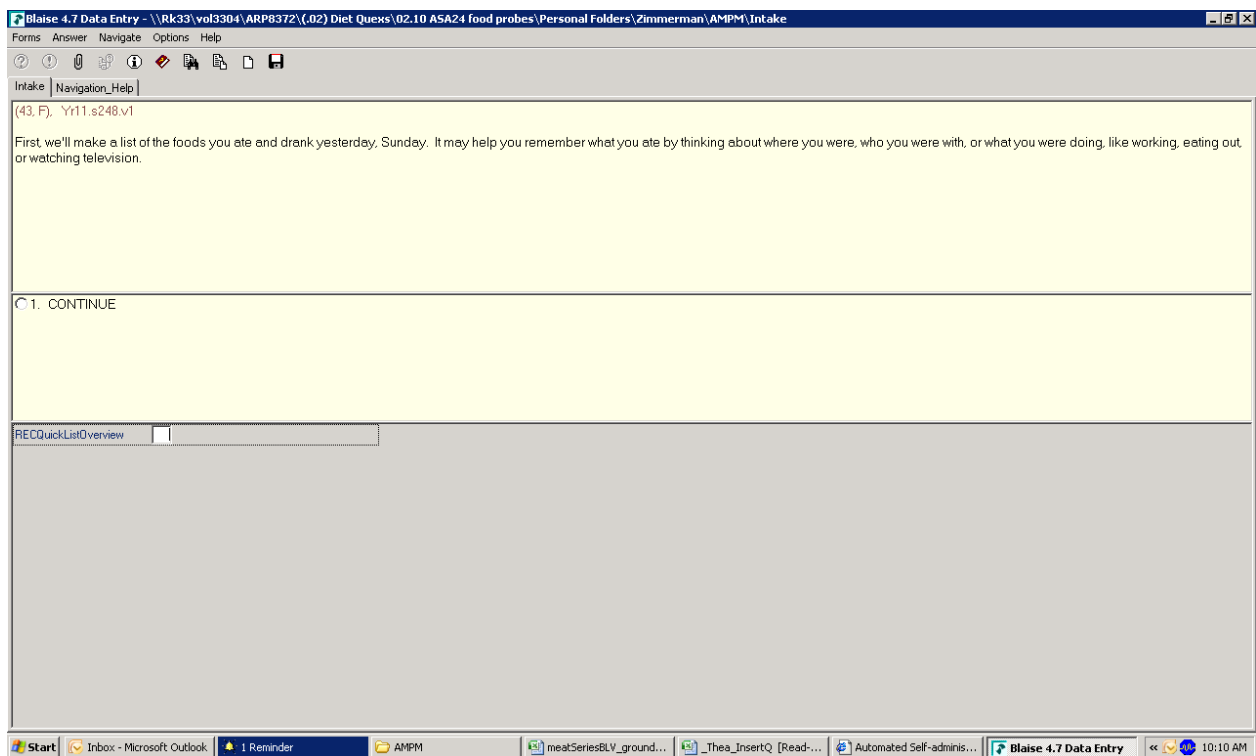 Blaise 4.7 Data Entry - \\Rk33\vol3304\ARP8372\(.02) Diet Quexs\02.10 ASA24 food probes\Personal Folders\Zimmerman\AMPM\Intake
Forms Answer Navigate Options Help
Intake Navigation_Help
(43, F), Yr11.s248.v1
First, we'll make a list of the foods you ate and drank yesterday, Sunday. It may help you remember what you ate by thinking about where you were, who you were with, or what you were doing, like working, eating out,
or watching television.
1. CONTINUE
RECQuickListOverview
Start Inbox - Microsoft Outlook 1 Reminder AMPM meatSeriesBLV_ground... _Thea_InsertQ [Read-... Automated Self-adminis... Blaise 4.7 Data Entry « 10:10 AM